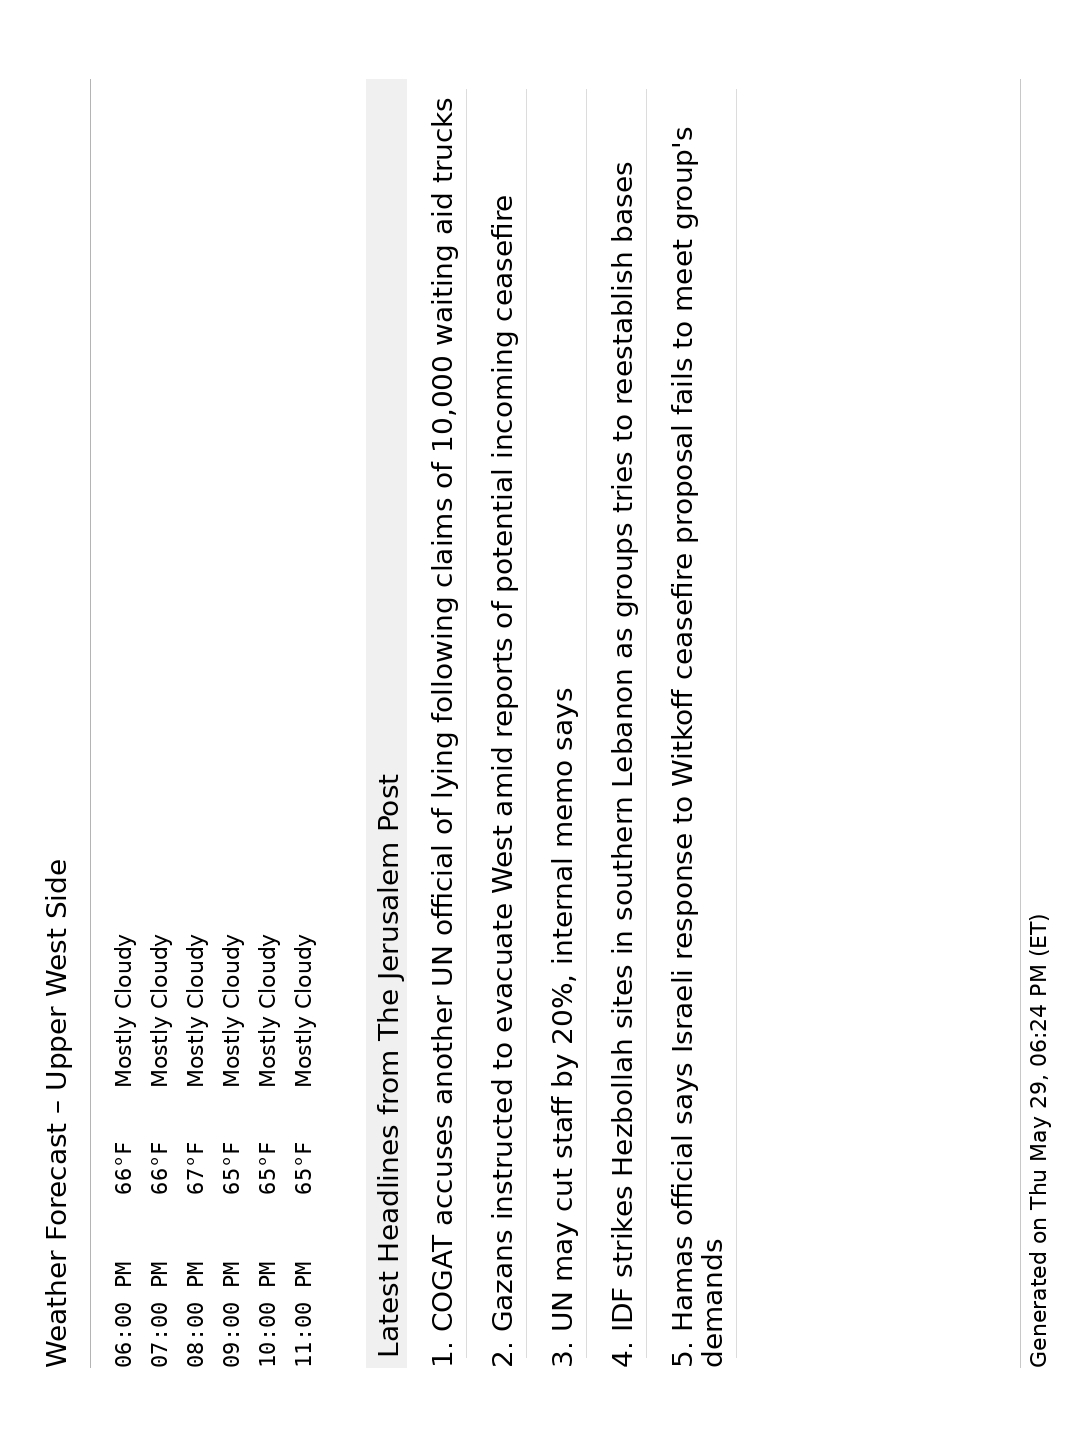 Weather Forecast – Upper West Side
06:00 PM 66°F Mostly Cloudy
07:00 PM 66°F Mostly Cloudy
08:00 PM 67°F Mostly Cloudy
09:00 PM 65°F Mostly Cloudy
10:00 PM 65°F Mostly Cloudy
11:00 PM 65°F Mostly Cloudy
Latest Headlines from The Jerusalem Post
1. COGAT accuses another UN official of lying following claims of 10,000 waiting aid trucks
2. Gazans instructed to evacuate West amid reports of potential incoming ceasefire
3. UN may cut staff by 20%, internal memo says
4. IDF strikes Hezbollah sites in southern Lebanon as groups tries to reestablish bases
5. Hamas official says Israeli response to Witkoff ceasefire proposal fails to meet group's
demands
Generated on Thu May 29, 06:24 PM (ET)